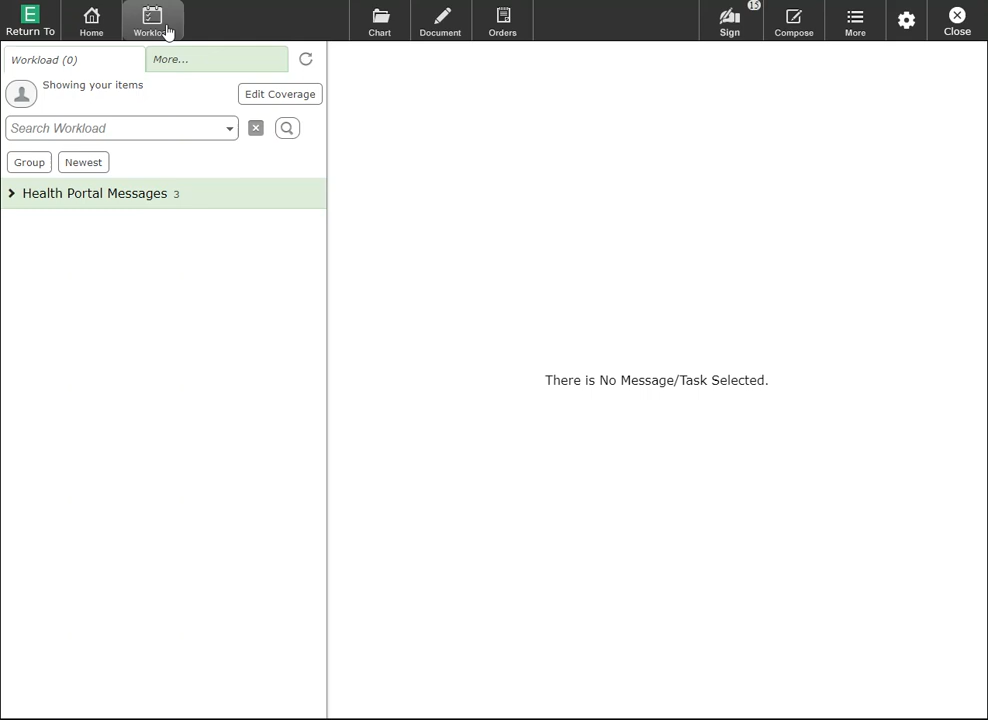 E
Return To
Home
Chart
Document
Orders
15
Sign
Compose
More
Close
Workload (0)
More...
Showing your items
Edit Coverage
Search Workload
Group
Newest
Health Portal Messages 3
There is No Message/Task Selected.